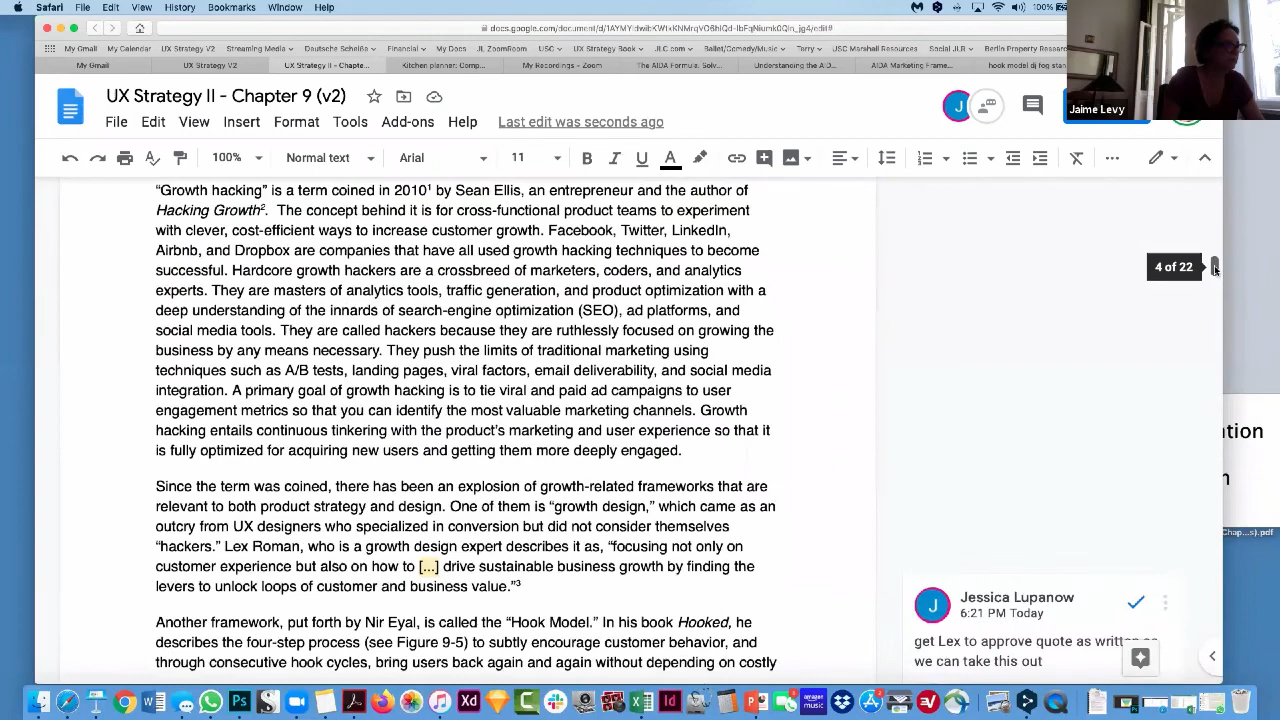 Safari File Edit View History Bookmarks Window Help 100%
docs.google.com/document/d/
My Gmail My Calendar UX Strategy V2 Streaming Media Deutsche Scheiße Financial My Docs JL ZoomRoom USC UX Strategy Book JLC.com Ballet/Comedy/Music Terry USC Marshall Resources Social JLR Berlin Property Resear
My Gmail UX Strategy V2 UX Strategy II - Chapte... Kitchen planner: Comp... My Recordings - Zoom The AIDA Formula: Solv... Understanding the AID... AIDA Marketing Frame... hook model dj fog stan
Jaime Levy
UX Strategy II - Chapter 9 (v2)
J
File Edit View Insert Format Tools Add-ons Help Last edit was seconds ago
100% Normal text Arial 11 B I U A
“Growth hacking” is a term coined in 2010¹ by Sean Ellis, an entrepreneur and the author of
Hacking Growth². The concept behind it is for cross-functional product teams to experiment
with clever, cost-efficient ways to increase customer growth. Facebook, Twitter, LinkedIn,
Airbnb, and Dropbox are companies that have all used growth hacking techniques to become
successful. Hardcore growth hackers are a crossbreed of marketers, coders, and analytics
experts. They are masters of analytics tools, traffic generation, and product optimization with a
deep understanding of the innards of search-engine optimization (SEO), ad platforms, and
social media tools. They are called hackers because they are ruthlessly focused on growing the
business by any means necessary. They push the limits of traditional marketing using
techniques such as A/B tests, landing pages, viral factors, email deliverability, and social media
integration. A primary goal of growth hacking is to tie viral and paid ad campaigns to user
engagement metrics so that you can identify the most valuable marketing channels. Growth
hacking entails continuous tinkering with the product’s marketing and user experience so that it
is fully optimized for acquiring new users and getting them more deeply engaged.
Since the term was coined, there has been an explosion of growth-related frameworks that are
relevant to both product strategy and design. One of them is “growth design,” which came as an
outcry from UX designers who specialized in conversion but did not consider themselves
“hackers.” Lex Roman, who is a growth design expert describes it as, “focusing not only on
customer experience but also on how to [...] drive sustainable business growth by finding the
levers to unlock loops of customer and business value.”³
Another framework, put forth by Nir Eyal, is called the “Hook Model.” In his book Hooked, he
describes the four-step process (see Figure 9-5) to subtly encourage customer behavior, and
through consecutive hook cycles, bring users back again and again without depending on costly
4 of 22
J
Jessica Lupanow
6:21 PM Today
get Lex to approve quote as written or
we can take this out
tion
n
Chap...s).pdf